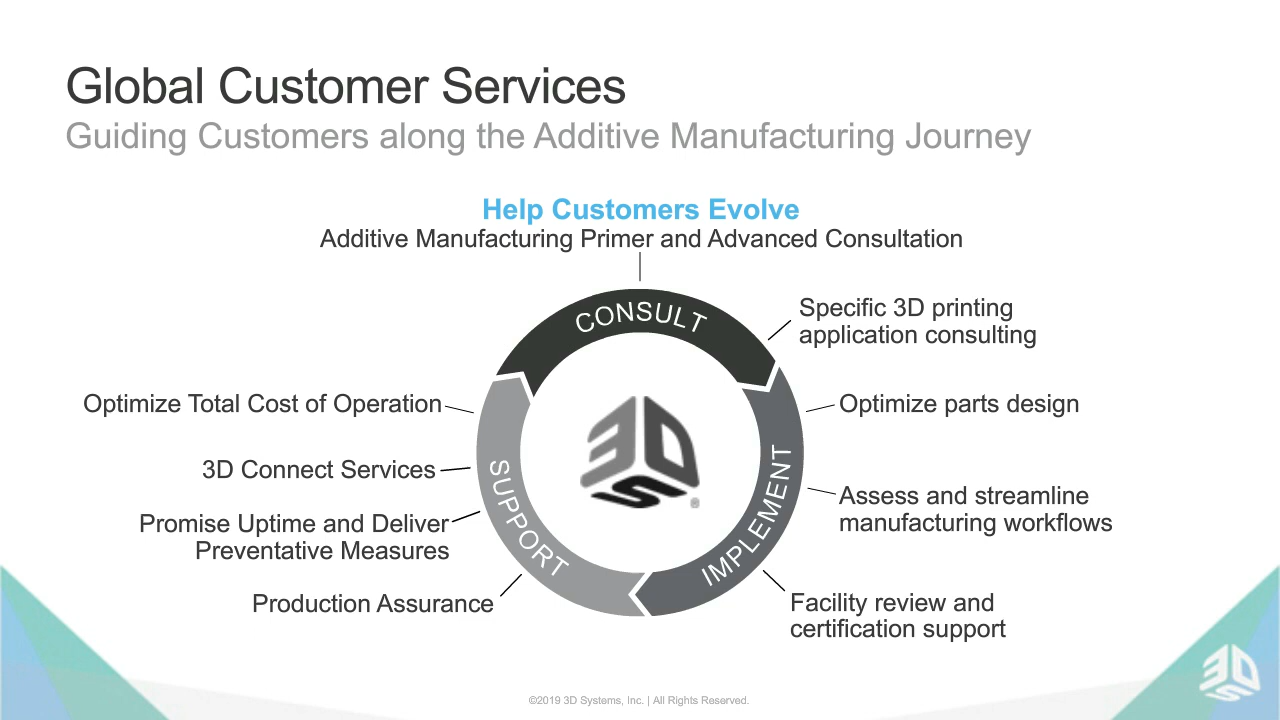 Global Customer Services
Guiding Customers along the Additive Manufacturing Journey
Help Customers Evolve
Additive Manufacturing Primer and Advanced Consultation
CONSULT
Specific 3D printing
application consulting
Optimize parts design
IMPLEMENT
Assess and streamline
manufacturing workflows
Facility review and
certification support
Optimize Total Cost of Operation
3D Connect Services
SUPPORT
Promise Uptime and Deliver
Preventative Measures
Production Assurance
3DS
®
©2019 3D Systems, Inc. | All Rights Reserved.
3DS